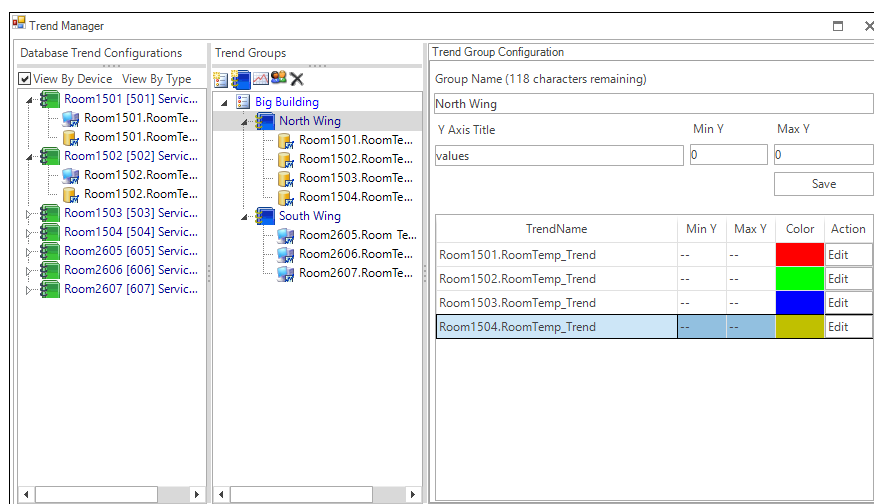 Trend Manager
Database Trend Configurations
View By Device View By Type
Room1501 [501] Servic...
Room1501.RoomTe...
Room1501.RoomTe...
Room1502 [502] Servic...
Room1502.RoomTe...
Room1502.RoomTe...
Room1503 [503] Servic...
Room1504 [504] Servic...
Room2605 [605] Servic...
Room2606 [606] Servic...
Room2607 [607] Servic...
Trend Groups
Big Building
North Wing
Room1501.RoomTe...
Room1502.RoomTe...
Room1503.RoomTe...
Room1504.RoomTe...
South Wing
Room2605.Room Te...
Room2606.RoomTe...
Room2607.RoomTe...
Trend Group Configuration
Group Name (118 characters remaining)
North Wing
Y Axis Title Min Y Max Y
values 0 0
Save
TrendName Min Y Max Y Color Action
Room1501.RoomTemp_Trend -- -- Edit
Room1502.RoomTemp_Trend -- -- Edit
Room1503.RoomTemp_Trend -- -- Edit
Room1504.RoomTemp_Trend -- -- Edit